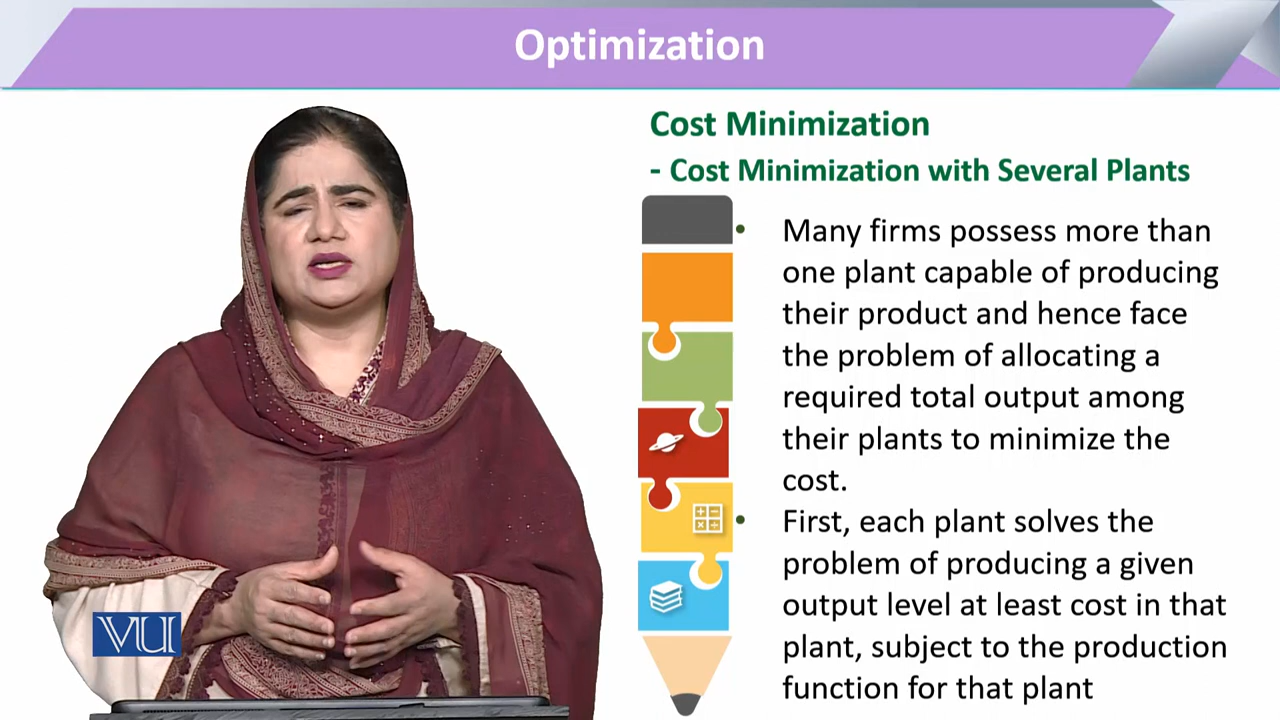 Optimization
Cost Minimization
- Cost Minimization with Several Plants
• Many firms possess more than
one plant capable of producing
their product and hence face
the problem of allocating a
required total output among
their plants to minimize the
cost.
• First, each plant solves the
problem of producing a given
output level at least cost in that
plant, subject to the production
function for that plant
VU